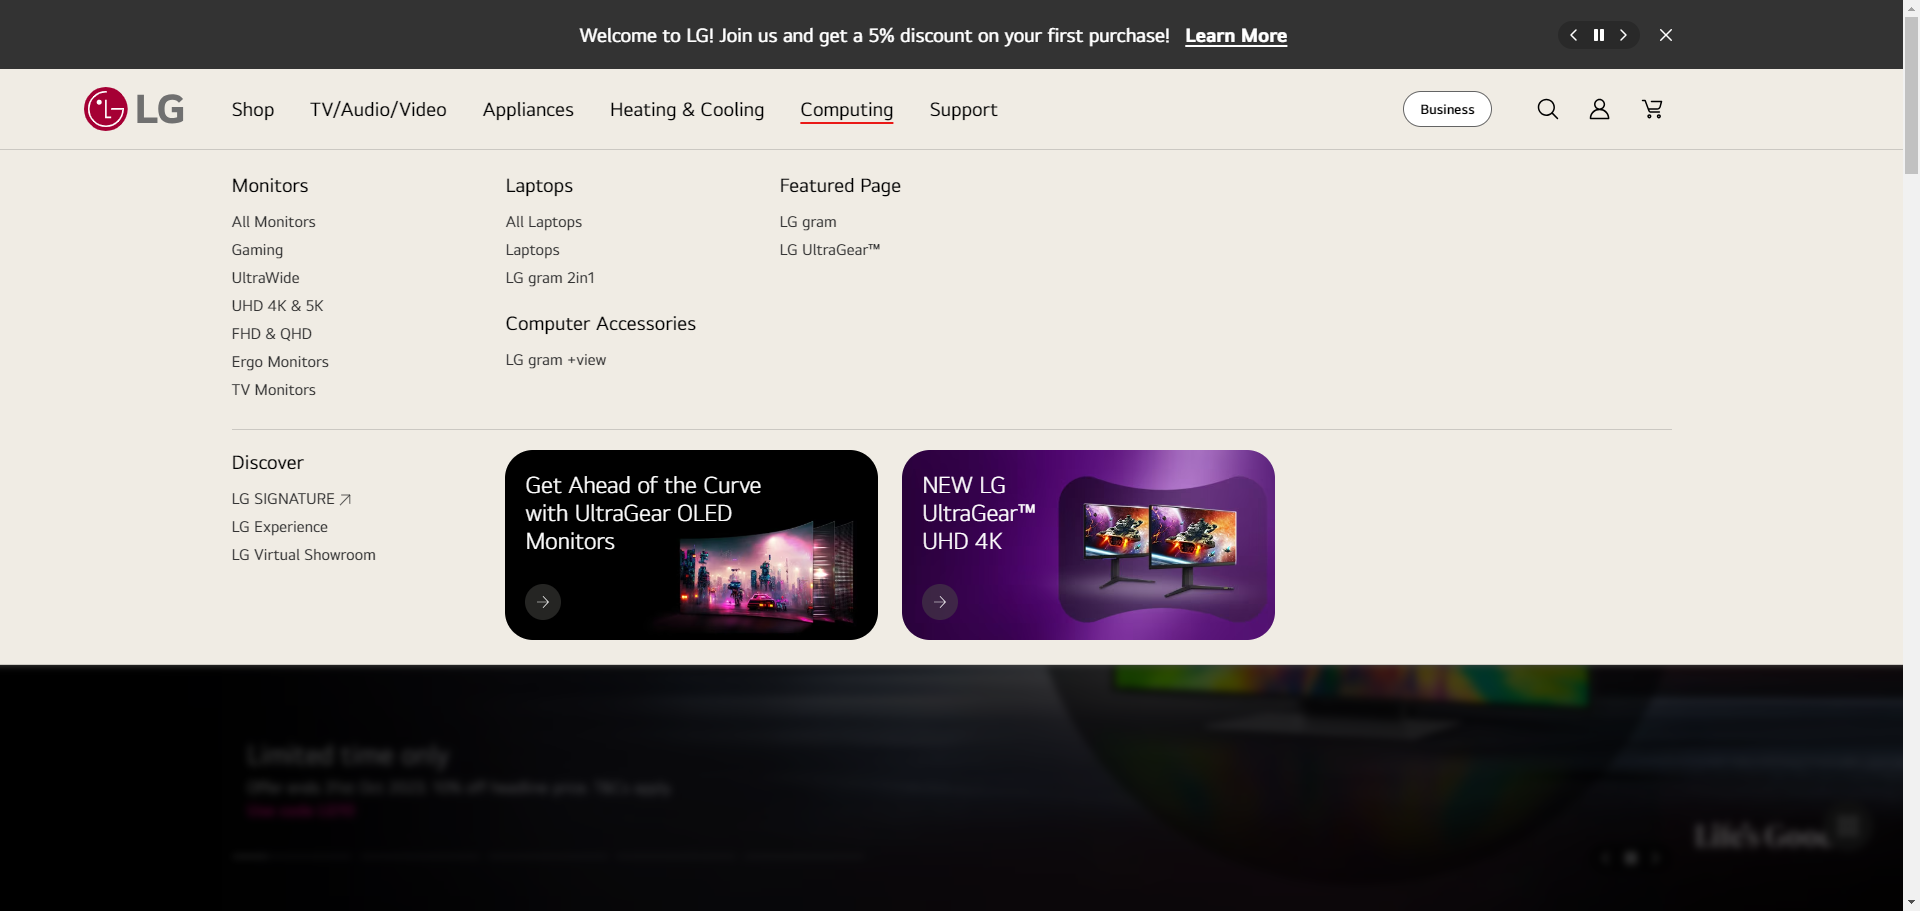 Welcome to LG! Join us and get a 5% discount on your first purchase! Learn More
LG
Shop
TV/Audio/Video
Appliances
Heating & Cooling
Computing
Support
Business
Monitors
All Monitors
Gaming
UltraWide
UHD 4K & 5K
FHD & QHD
Ergo Monitors
TV Monitors
Laptops
All Laptops
Laptops
LG gram 2in1
Computer Accessories
LG gram +view
Featured Page
LG gram
LG UltraGear™
Discover
LG SIGNATURE
LG Experience
LG Virtual Showroom
Get Ahead of the Curve
with UltraGear OLED
Monitors
NEW LG
UltraGear™
UHD 4K
Limited time only
Life's Good